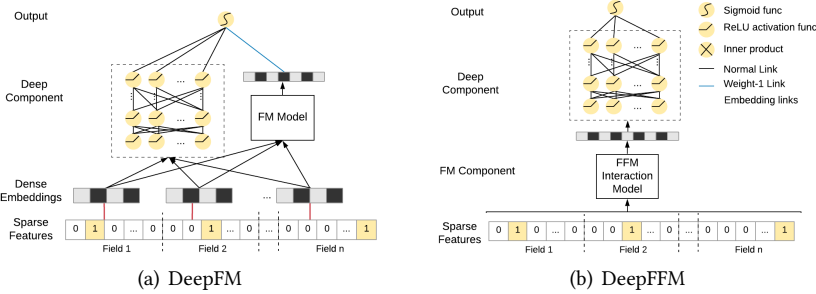 Output
Deep
Component
FM Model
Dense
Embeddings
...
Sparse
Features
0 1 0 ... 0 0 0 1 0 ... 0 ... 0 0 0 ... 1
Field 1 Field 2 Field n
(a) DeepFM
Output
Deep
Component
FM Component
FFM
Interaction
Model
Sparse
Features
0 1 0 ... 0 0 0 1 0 ... 0 ... 0 0 0 ... 1
Field 1 Field 2 Field n
(b) DeepFFM
Sigmoid func
ReLU activation func
Inner product
Normal Link
Weight-1 Link
Embedding links